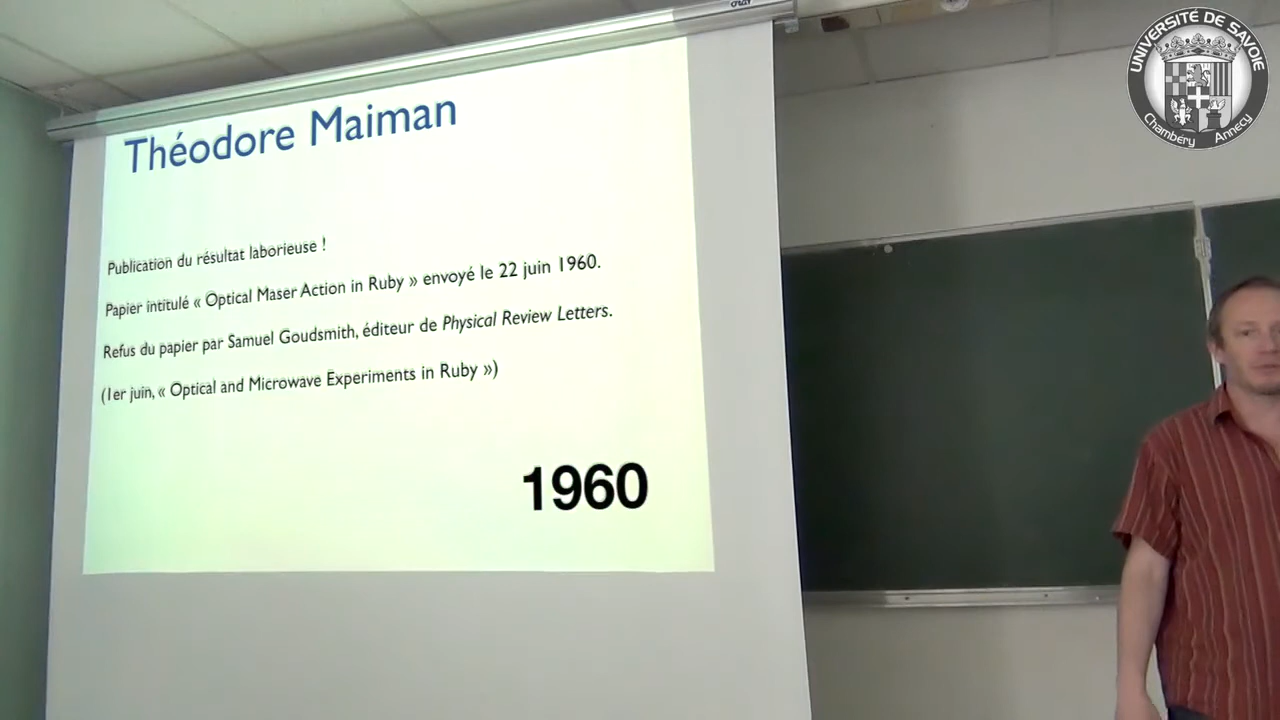 Théodore Maiman
Publication du résultat laborieuse !
Papier intitulé « Optical Maser Action in Ruby » envoyé le 22 juin 1960.
Refus du papier par Samuel Goudsmith, éditeur de Physical Review Letters.
(1er juin, « Optical and Microwave Experiments in Ruby »)
1960
UNIVERSITÉ DE SAVOIE
Chambéry Annecy